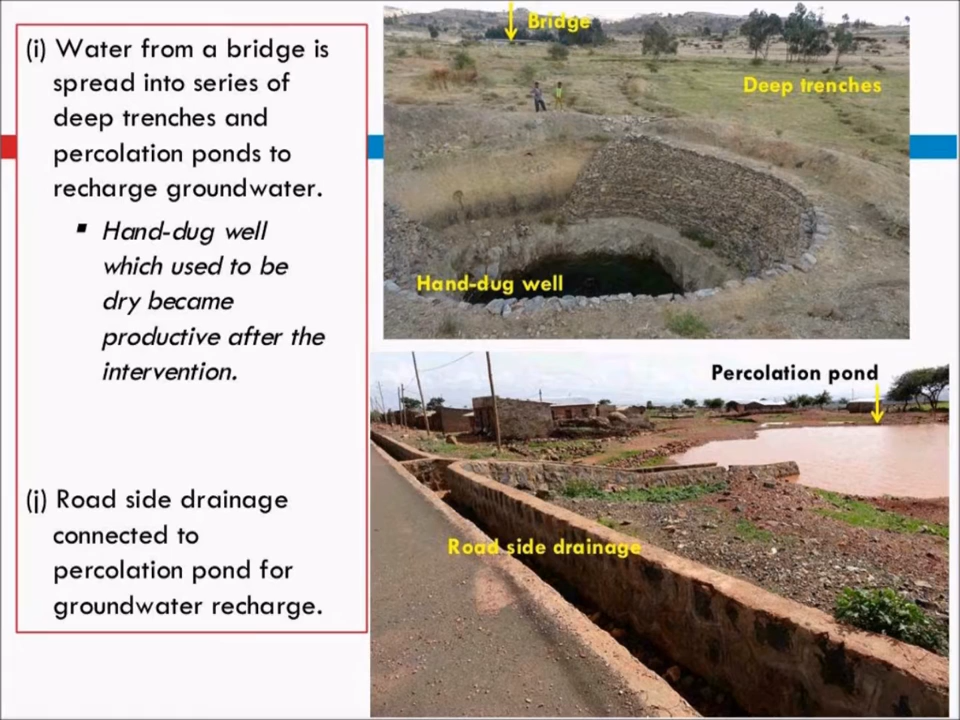 (i) Water from a bridge is
spread into series of
deep trenches and
percolation ponds to
recharge groundwater.
▪ Hand-dug well
which used to be
dry became
productive after the
intervention.
(j) Road side drainage
connected to
percolation pond for
groundwater recharge.
Bridge
Deep trenches
Hand-dug well
Percolation pond
Road side drainage